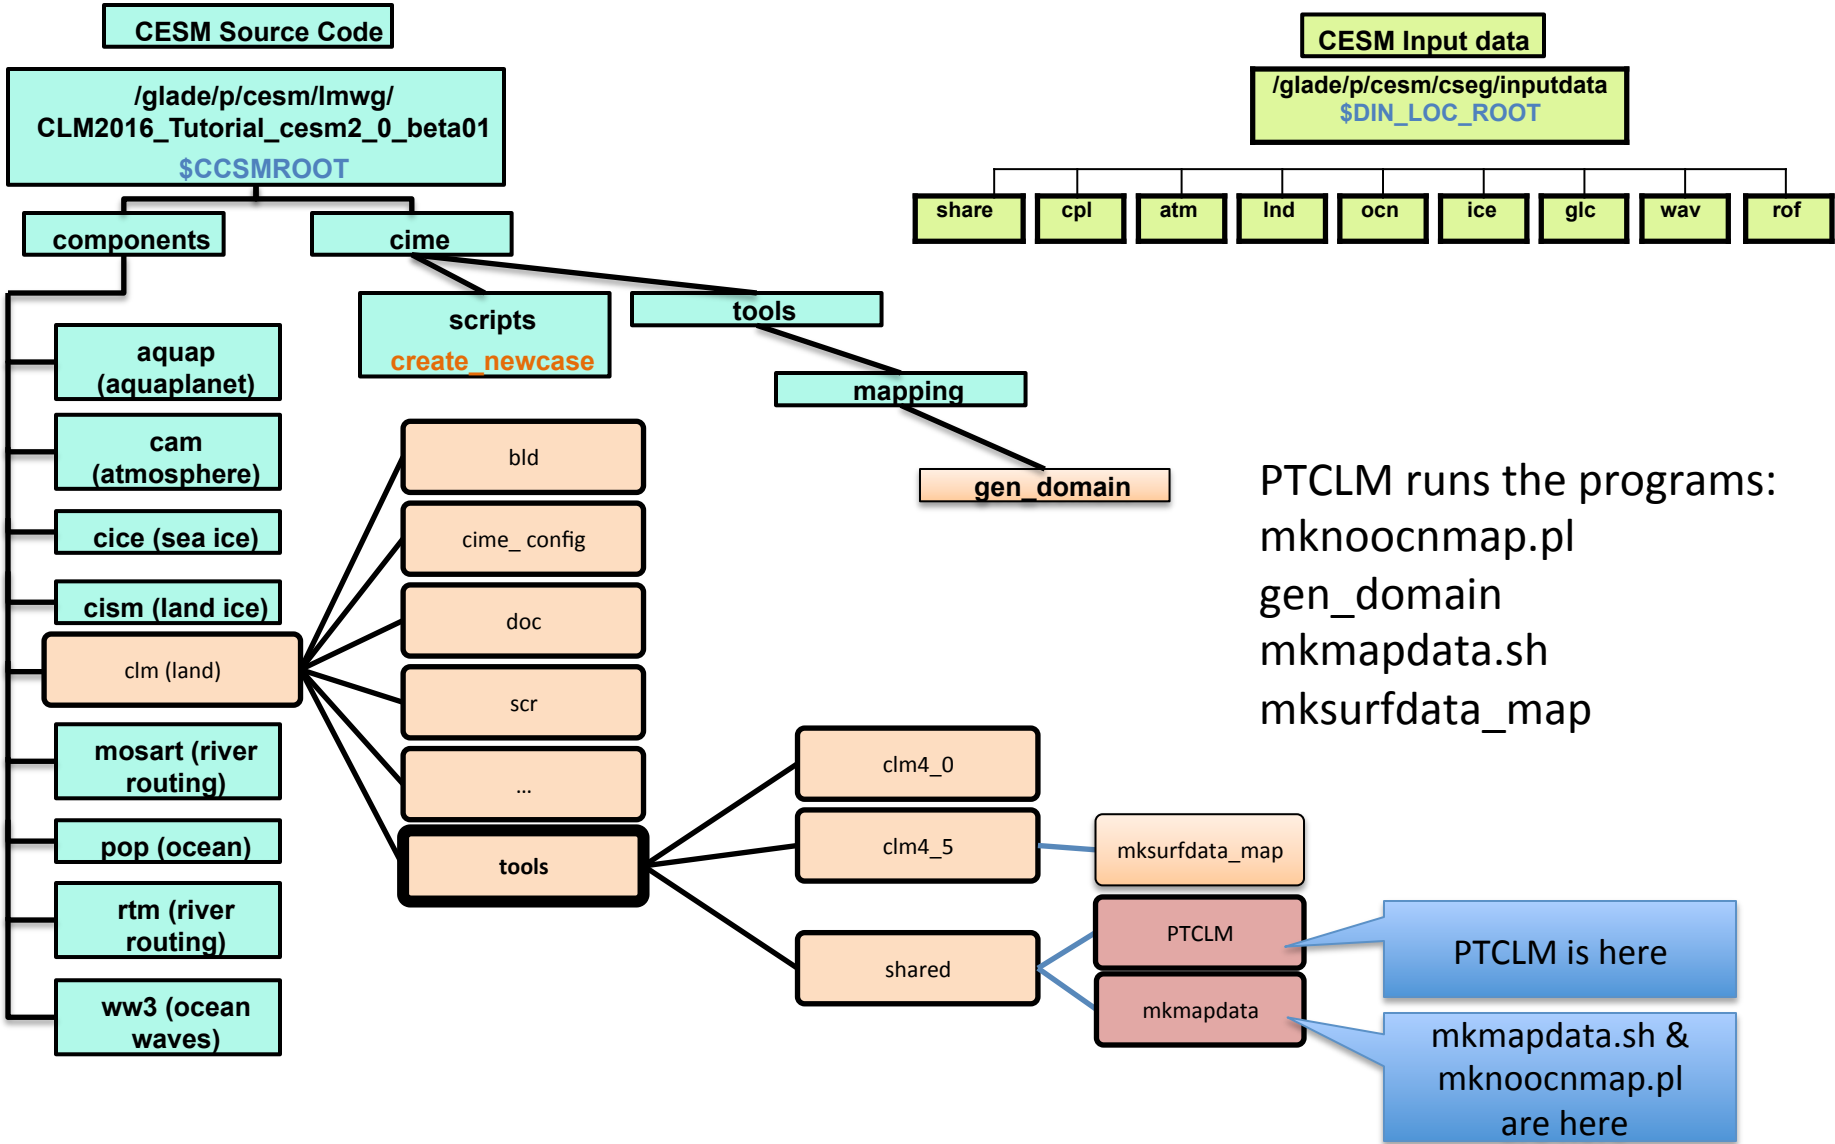 CESM Source Code
/glade/p/cesm/lmwg/
CLM2016_Tutorial_cesm2_0_beta01
$CCSMROOT
CESM Input data
/glade/p/cesm/cseg/inputdata
$DIN_LOC_ROOT
share
cpl
atm
lnd
ocn
ice
glc
wav
rof
components
cime
scripts
create_newcase
tools
mapping
gen_domain
aquap
(aquaplanet)
cam
(atmosphere)
cice (sea ice)
cism (land ice)
clm (land)
mosart (river
routing)
pop (ocean)
rtm (river
routing)
ww3 (ocean
waves)
bld
cime_ config
doc
scr
...
tools
clm4_0
clm4_5
shared
mksurfdata_map
PTCLM
mkmapdata
PTCLM runs the programs:
mknoocnmap.pl
gen_domain
mkmapdata.sh
mksurfdata_map
PTCLM is here
mkmapdata.sh &
mknoocnmap.pl
are here